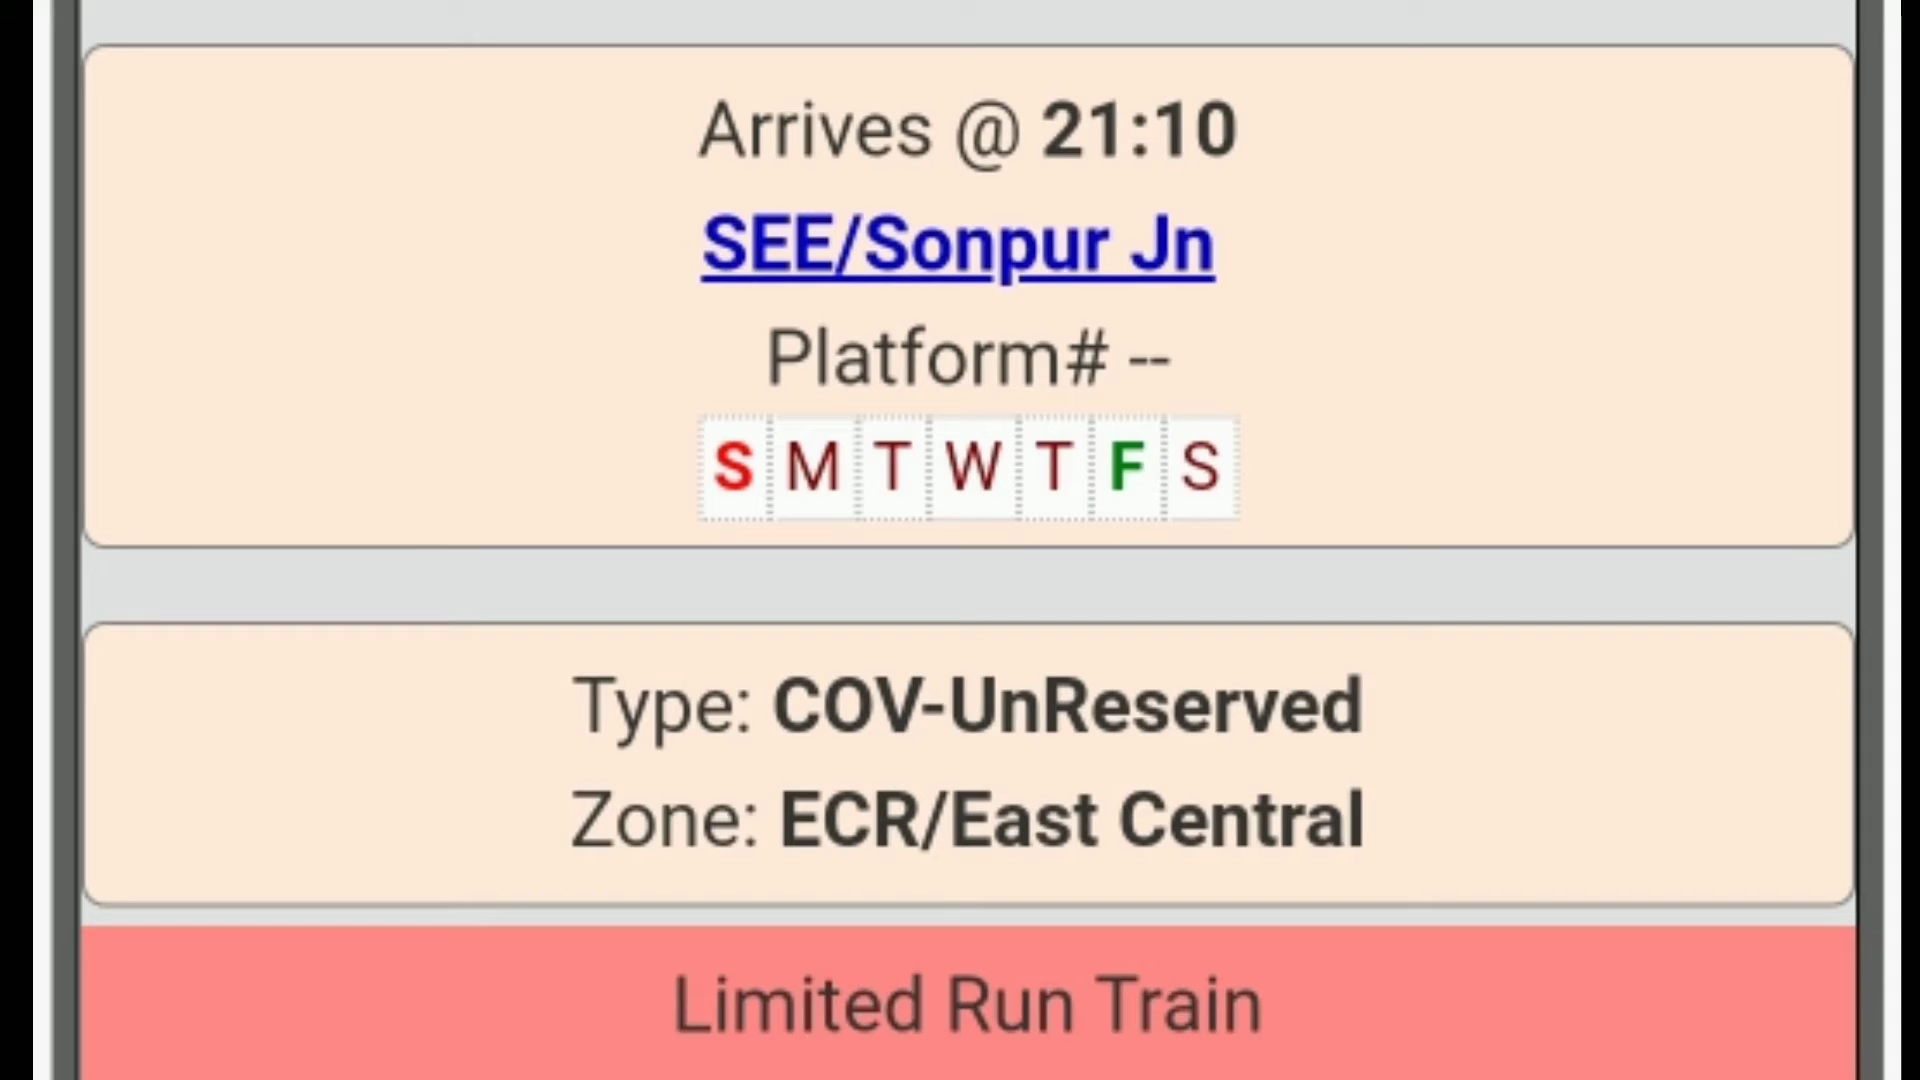 Arrives @ 21:10
SEE/Sonpur Jn
Platform# --
S M T W T F S
Type: COV-UnReserved
Zone: ECR/East Central
Limited Run Train